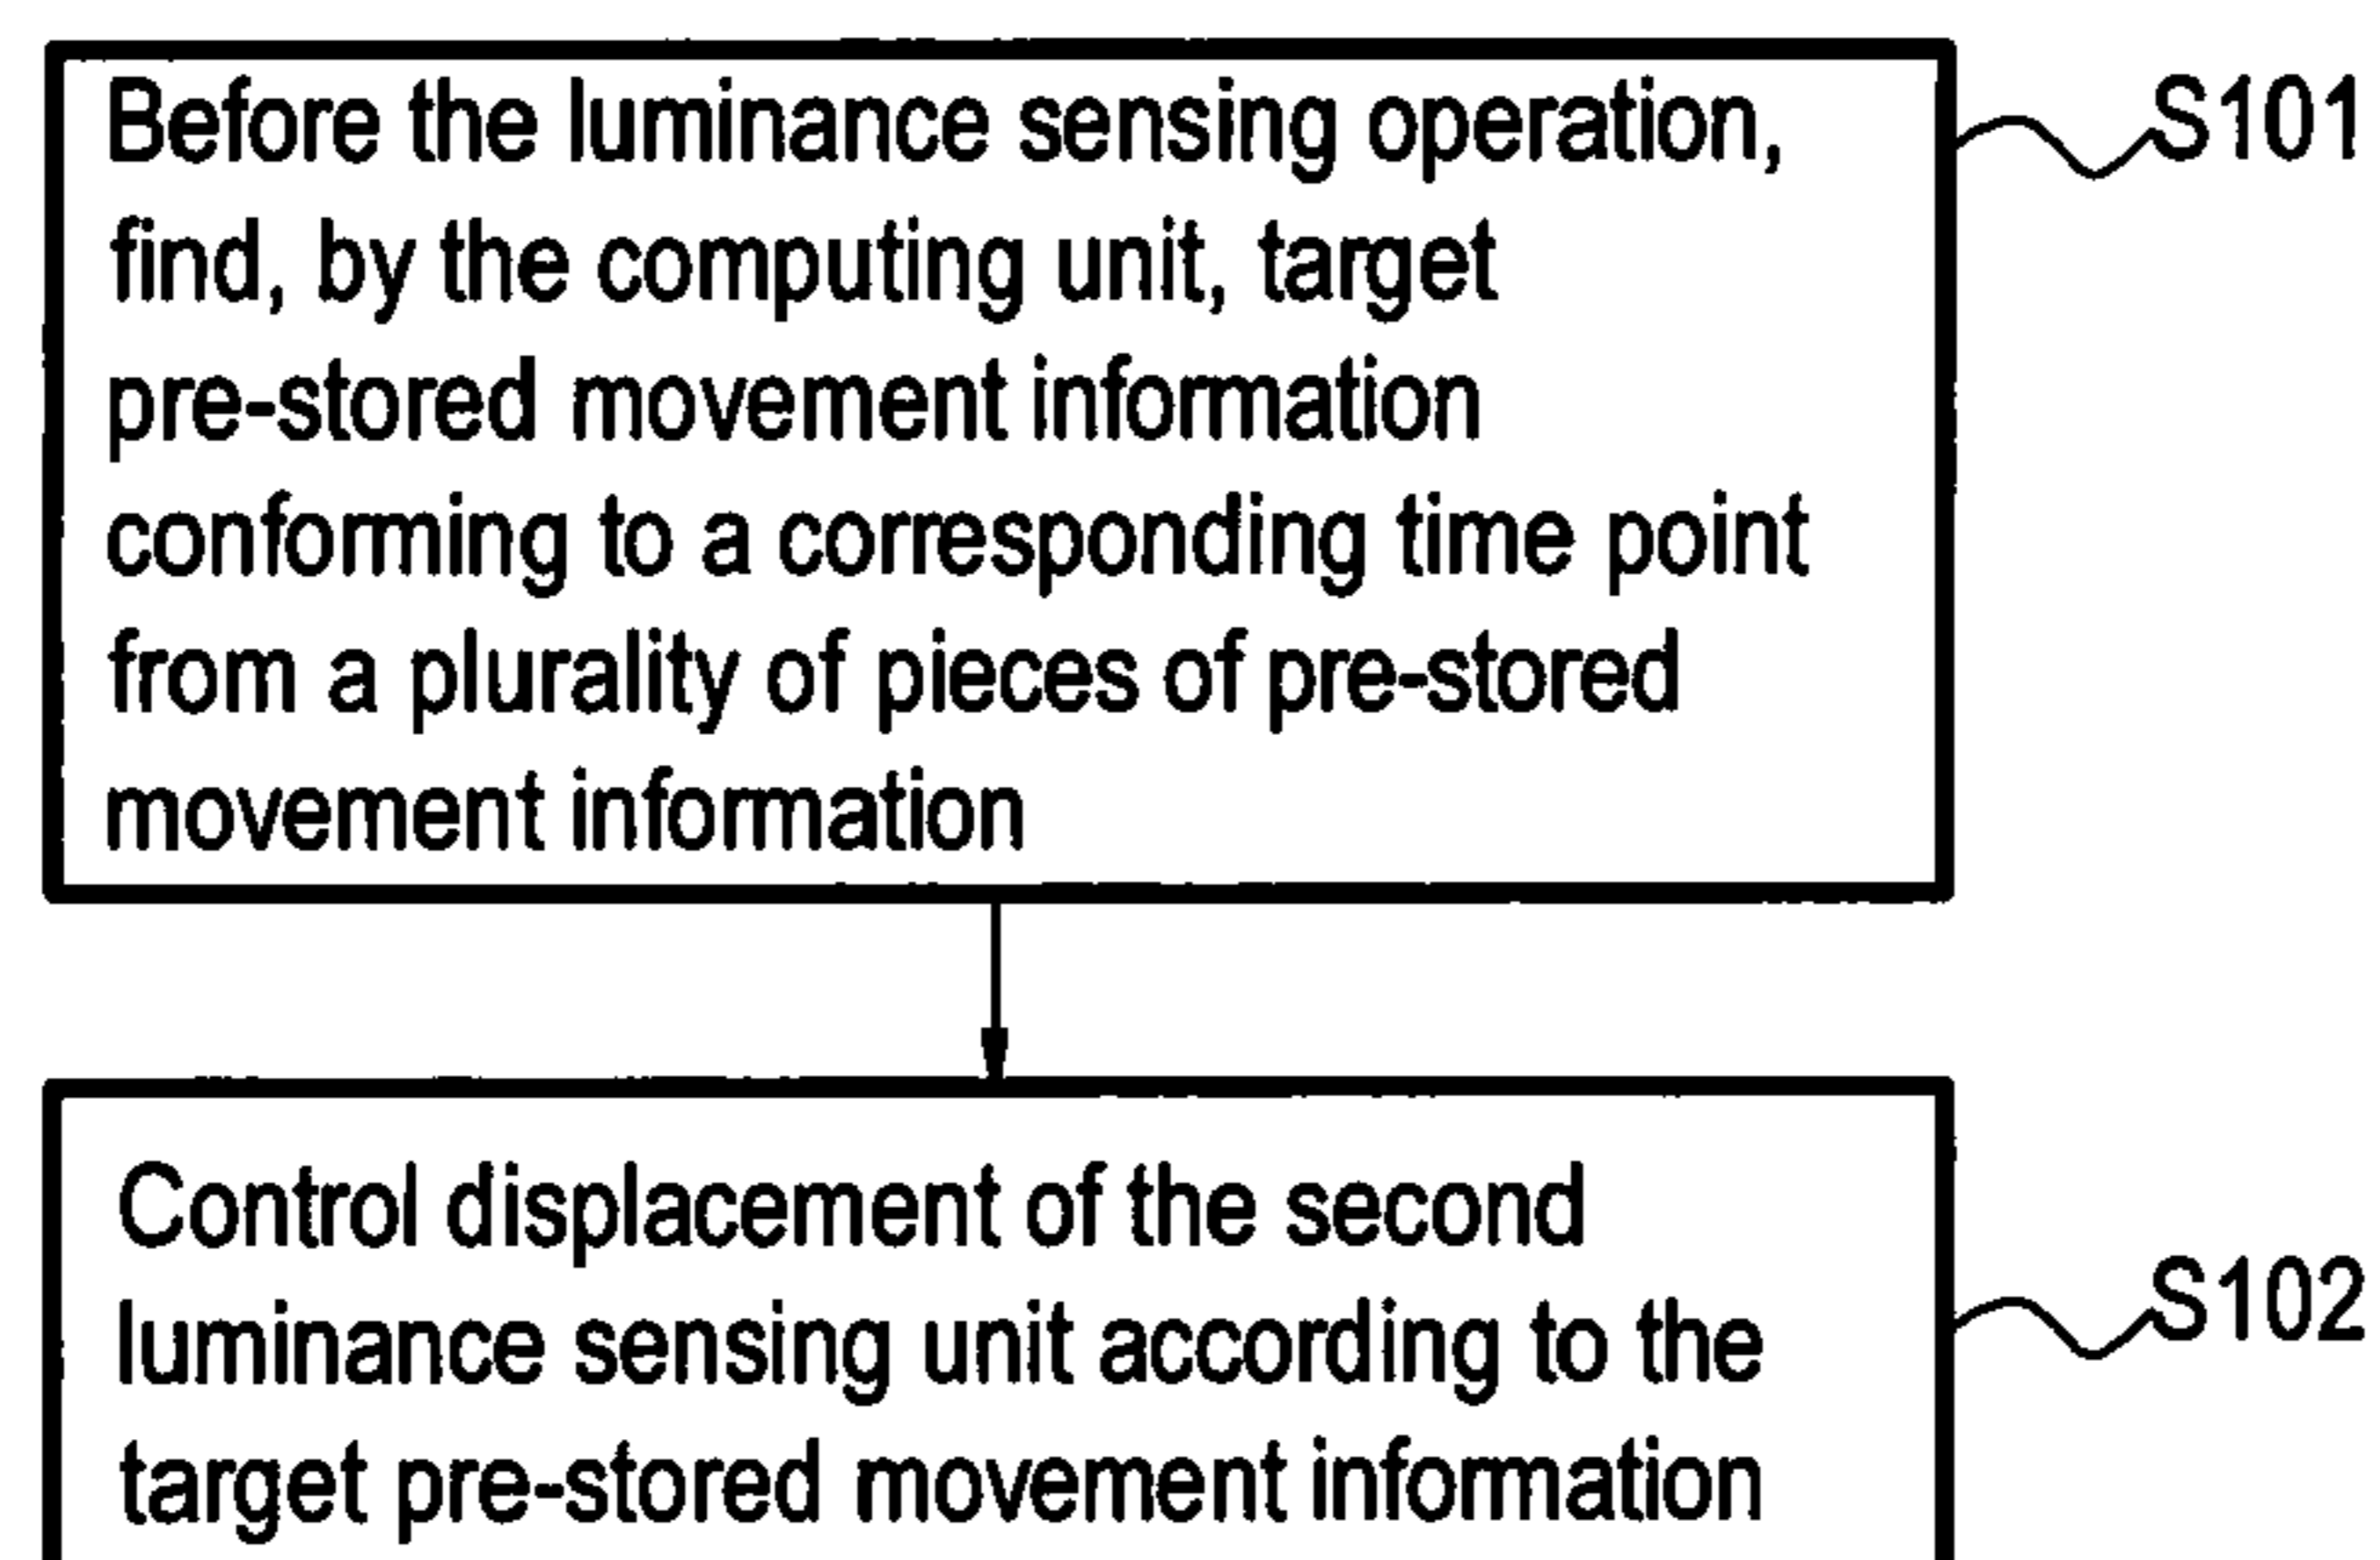 Before the luminance sensing operation,
S101
find, by the computing unit, target
pre-stored movement information
conforming to a corresponding time point
from a plurality of pieces of pre-stored
movement information
Control displacement of the second
luminance sensing unit according to the
S102
target pre-stored movement information